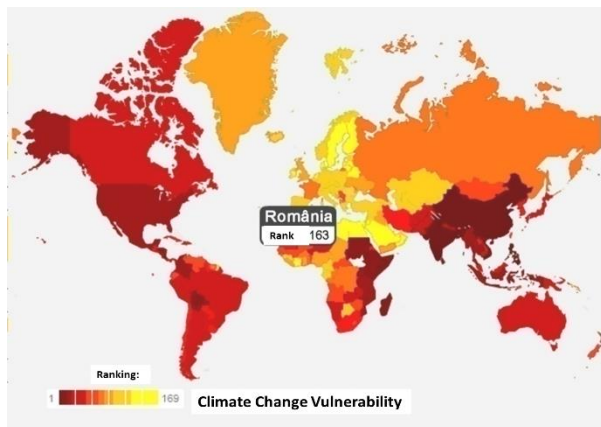 România
Rank 163
Ranking:
1 169
Climate Change Vulnerability